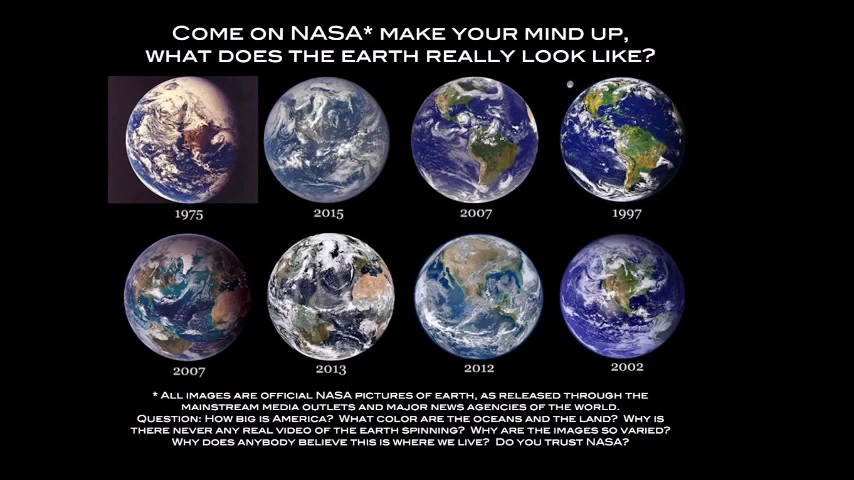 Come on NASA* make your mind up,
what does the earth really look like?
1975
2015
2007
1997
2007
2013
2012
2002
* All images are official NASA pictures of earth, as released through the
mainstream media outlets and major news agencies of the world.
Question: How big is America? What color are the oceans and the land? Why is
there never any real video of the earth spinning? Why are the images so varied?
Why does anybody believe this is where we live? Do you trust NASA?